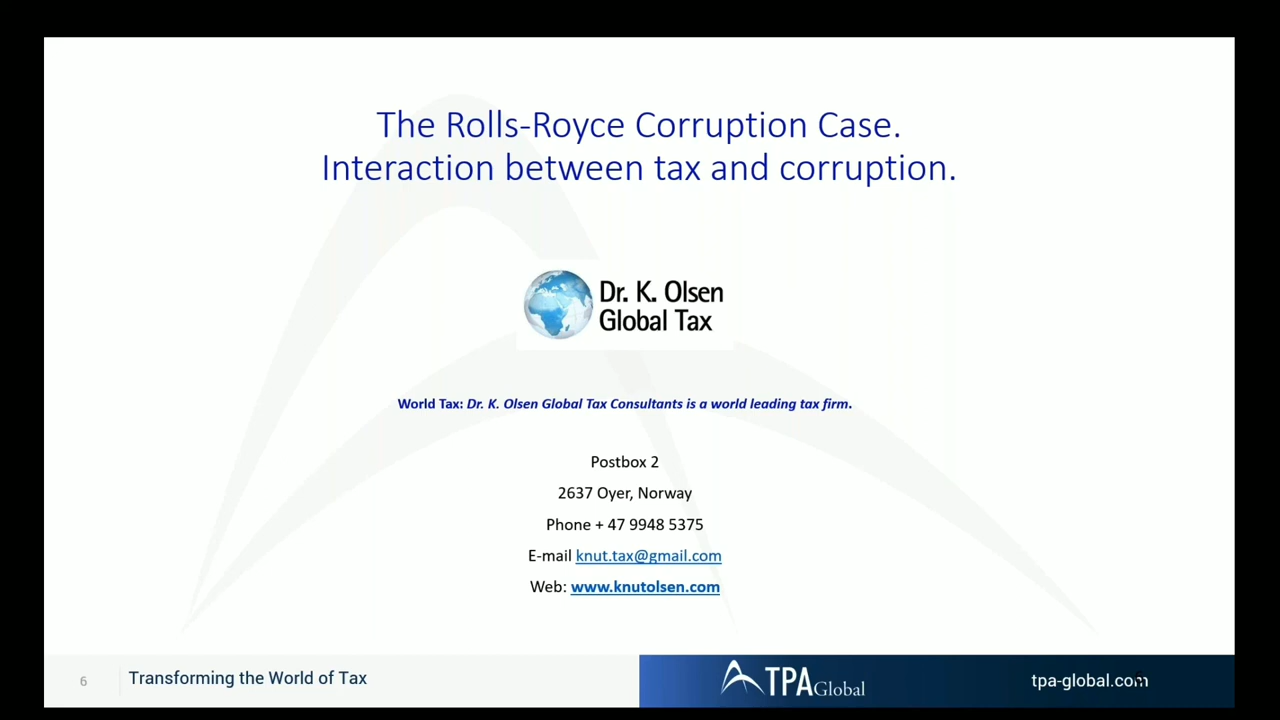 The Rolls-Royce Corruption Case.
Interaction between tax and corruption.
Dr. K. Olsen
Global Tax
World Tax: Dr. K. Olsen Global Tax Consultants is a world leading tax firm.
Postbox 2
2637 Oyer, Norway
Phone + 47 9948 5375
E-mail knut.tax@gmail.com
Web: www.knutolsen.com
6
Transforming the World of Tax
TPA Global
tpa-global.com